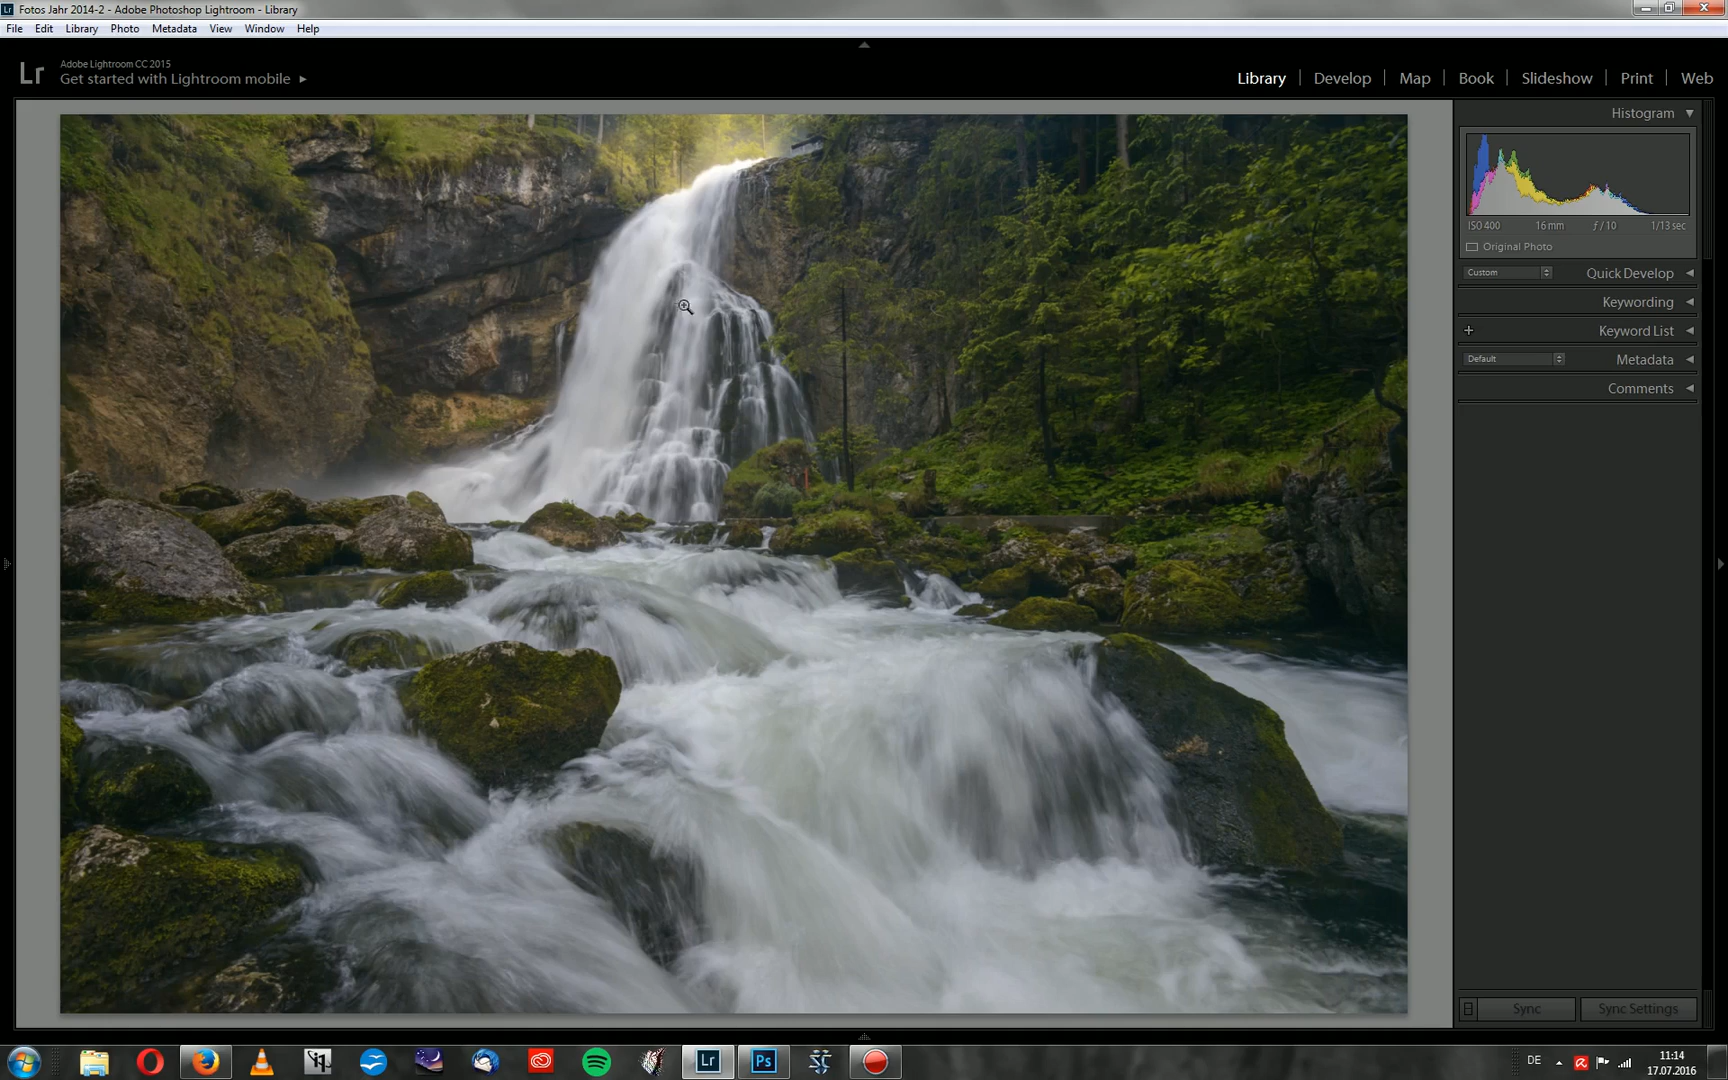 Lr Fotos Jahr 2014-2 - Adobe Photoshop Lightroom - Library
File Edit Library Photo Metadata View Window Help
Lr
Adobe Lightroom CC 2015
Get started with Lightroom mobile
Library Develop Map Book Slideshow Print Web
Histogram
ISO 400 16 mm f / 10 1/13 sec
Original Photo
Custom Quick Develop
Keywording
+ Keyword List
Default Metadata
Comments
Sync Sync Settings
Lr Ps
DE
11:14
17.07.2016